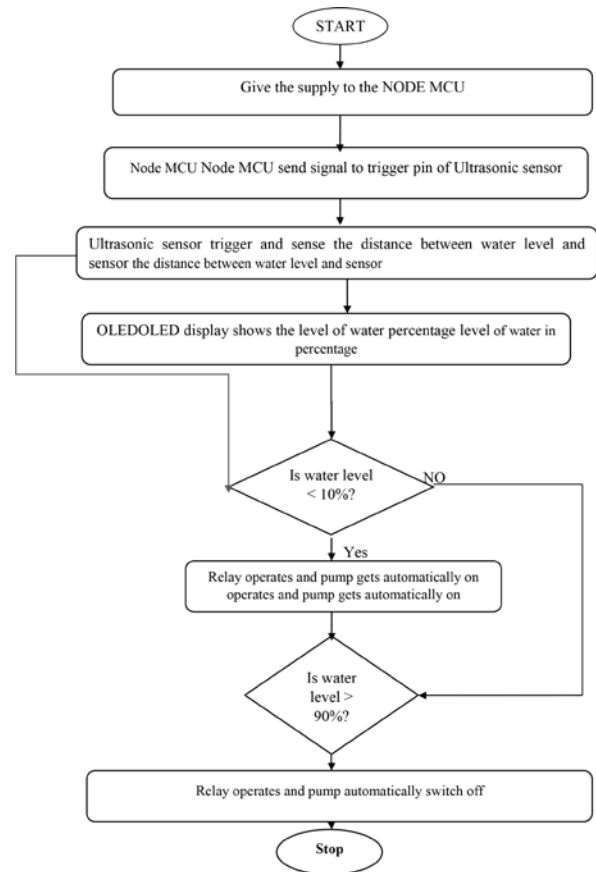 START
Give the supply to the NODE MCU
Node MCU Node MCU send signal to trigger pin of Ultrasonic sensor
Ultrasonic sensor trigger and sense the distance between water level and
sensor the distance between water level and sensor
OLEDOLED display shows the level of water percentage level of water in
percentage
Is water level
< 10%?
NO
Yes
Relay operates and pump gets automatically on
operates and pump gets automatically on
Is water
level >
90%?
Relay operates and pump automatically switch off
Stop